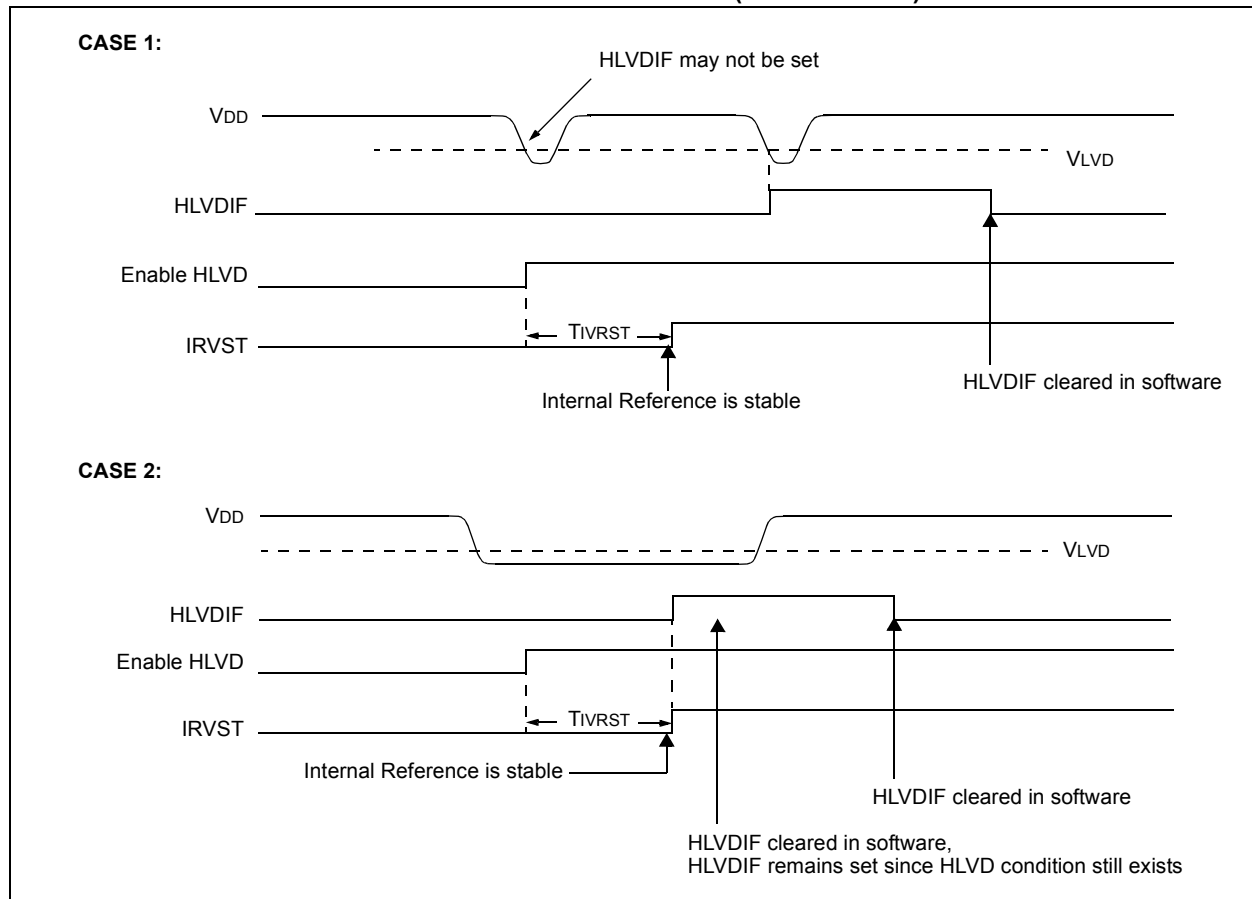 CASE 1:
HLVDIF may not be set
VDD
VLVD
HLVDIF
Enable HLVD
TIVRST
IRVST
HLVDIF cleared in software
Internal Reference is stable
CASE 2:
VDD
VLVD
HLVDIF
Enable HLVD
TIVRST
IRVST
Internal Reference is stable
HLVDIF cleared in software
HLVDIF cleared in software,
HLVDIF remains set since HLVD condition still exists